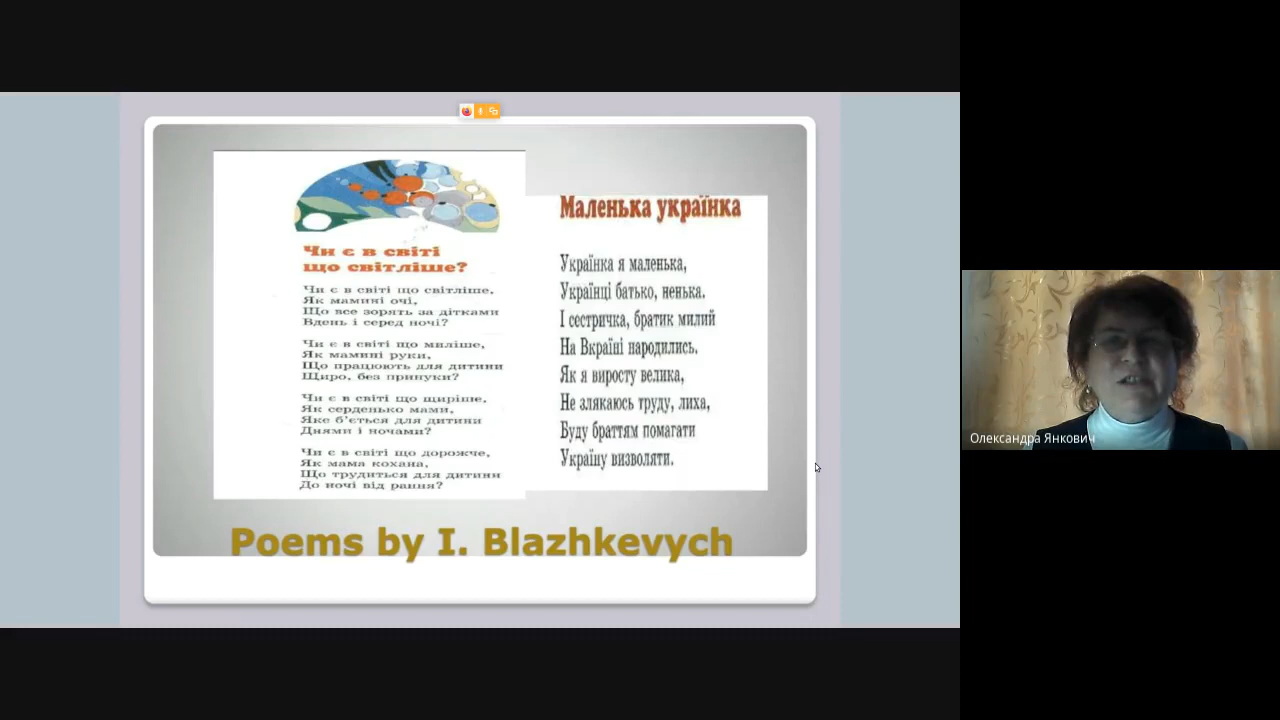 Чи є в світі
що світліше?
Чи є в світі що світліше,
Як мамині очі,
Що все зорять за дітками
Вдень і серед ночі?
Чи є в світі що миліше,
Як мамині руки,
Що працюють для дитини
Щиро, без принуки?
Чи є в світі що щиріше,
Як серденько мами,
Яке б'ється для дитини
Днями і ночами?
Чи є в світі що дорожче,
Як мама кохана,
Що трудиться для дитини
До ночі від рання?
Маленька українка
Українка я маленька,
Українці батько, ненька.
І сестричка, братик милий
На Вкраїні народились.
Як я виросту велика,
Не злякаюсь труду, лиха,
Буду браттям помагати
Україну визволяти.
Poems by I. Blazhkevych
Олександра Янкович